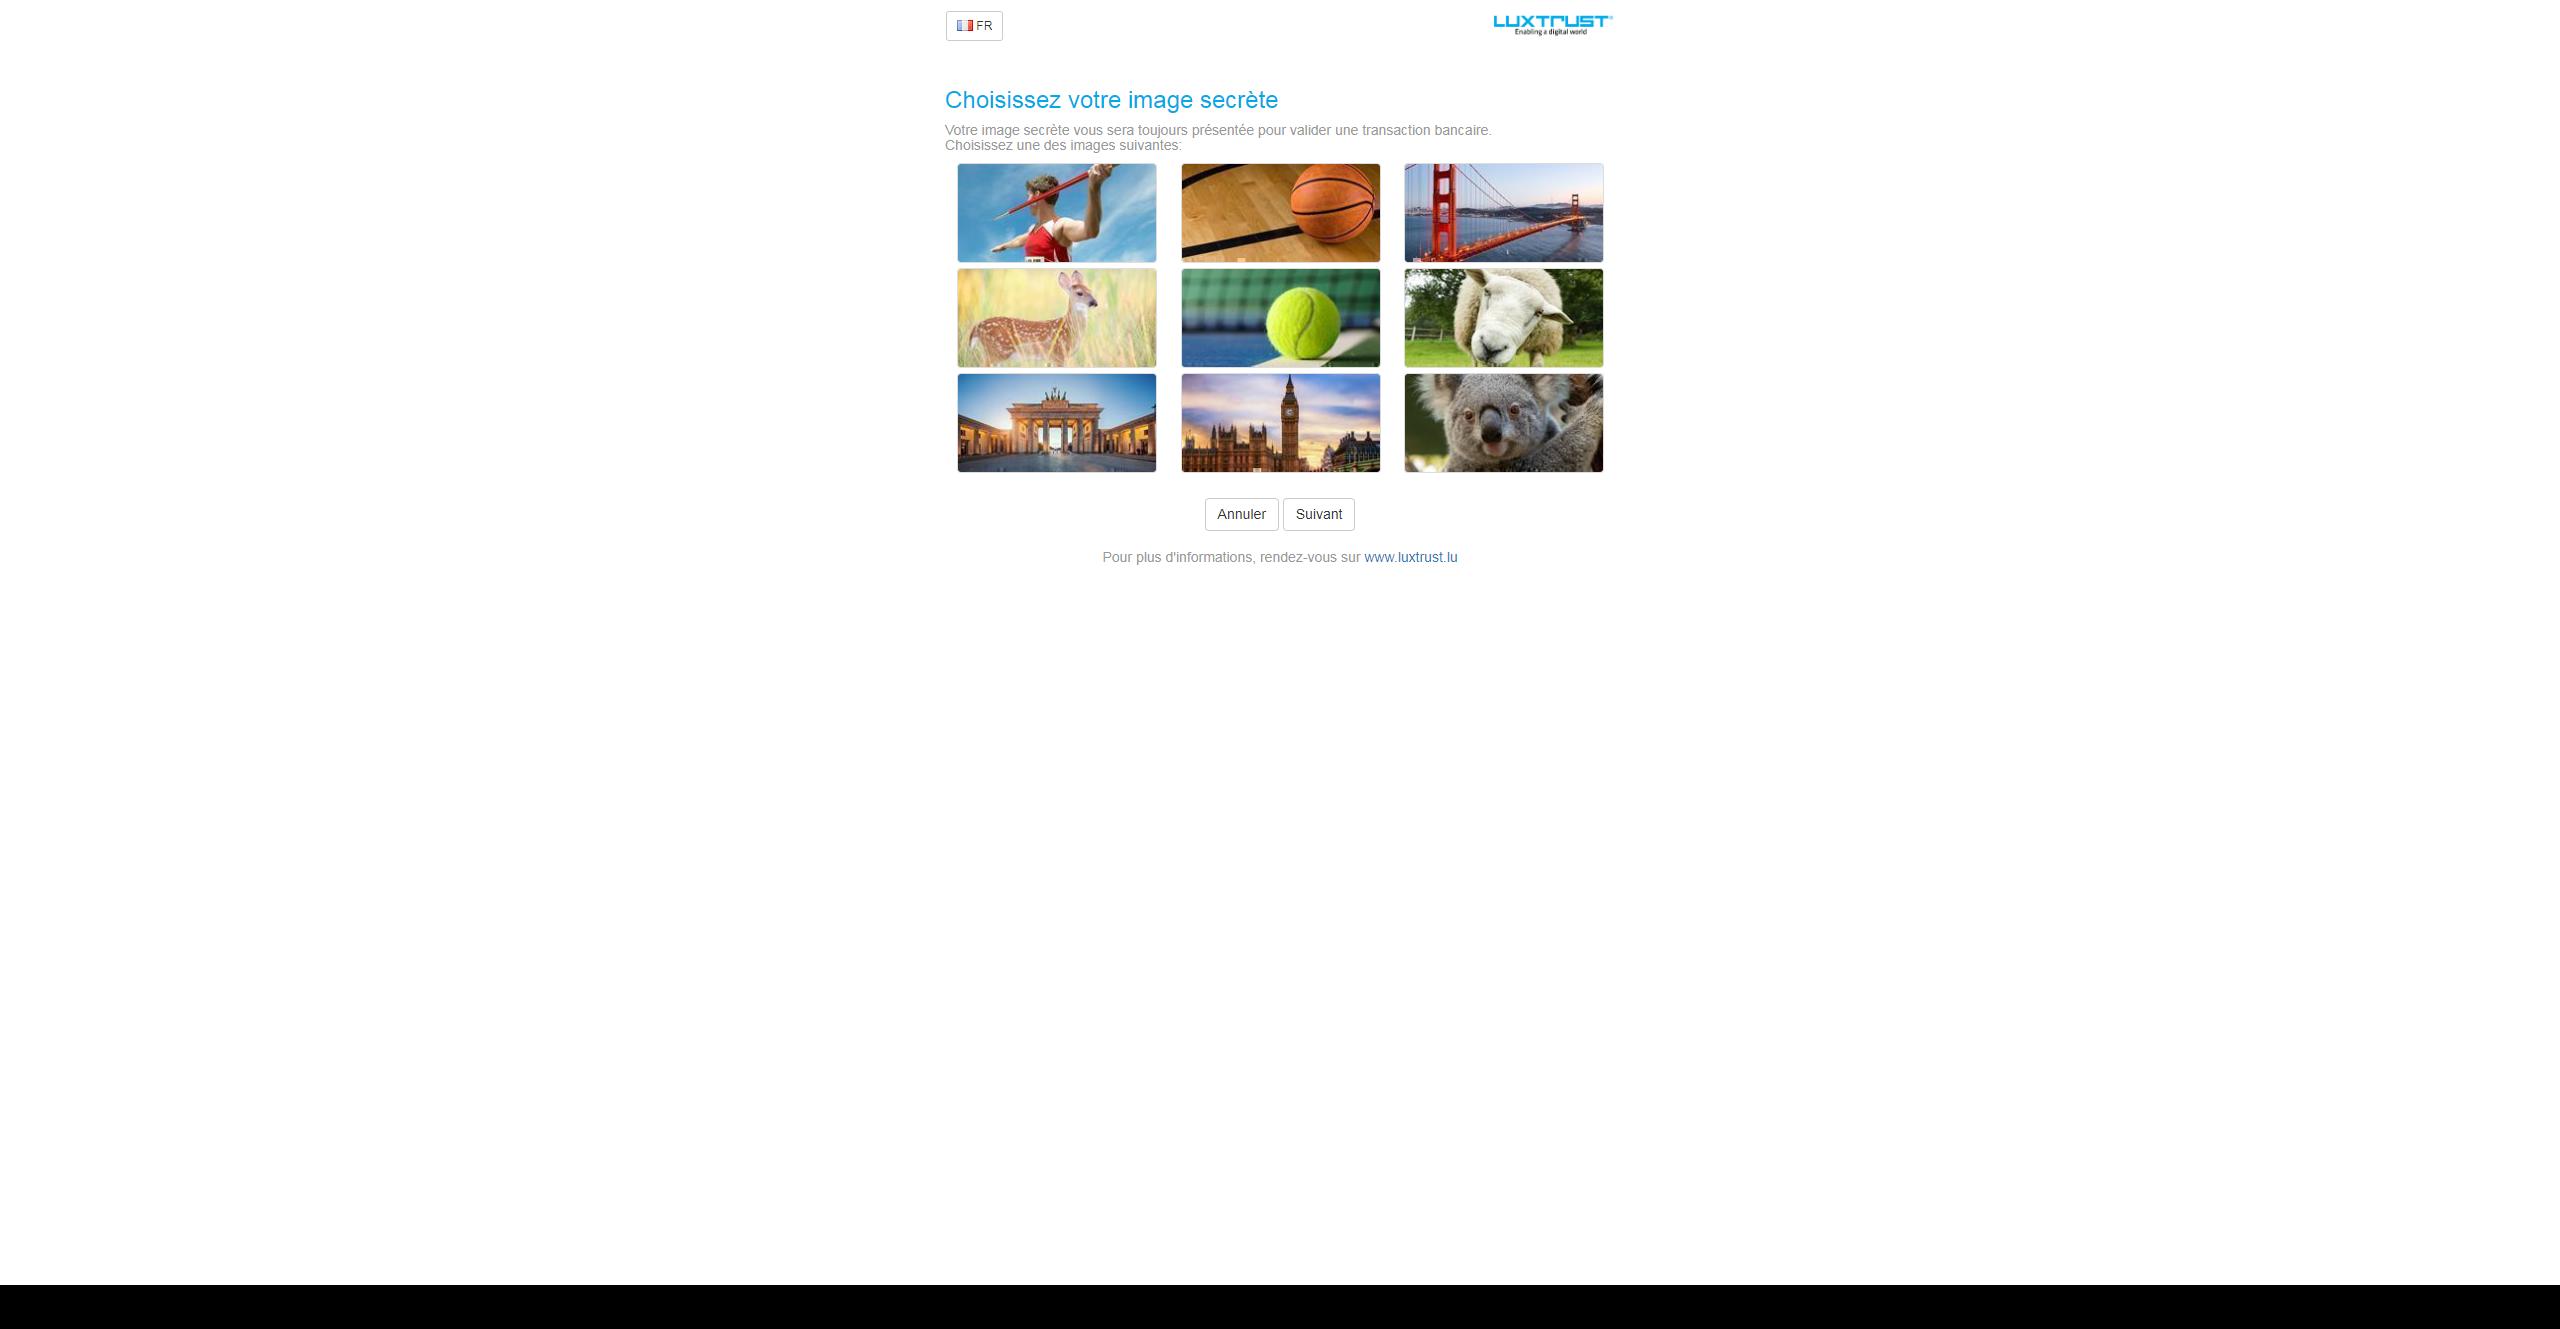 FR
LUXTRUST
Enabling a digital world
Choisissez votre image secrète
Votre image secrète vous sera toujours présentée pour valider une transaction bancaire.
Choisissez une des images suivantes:
Annuler Suivant
Pour plus d'informations, rendez-vous sur www.luxtrust.lu